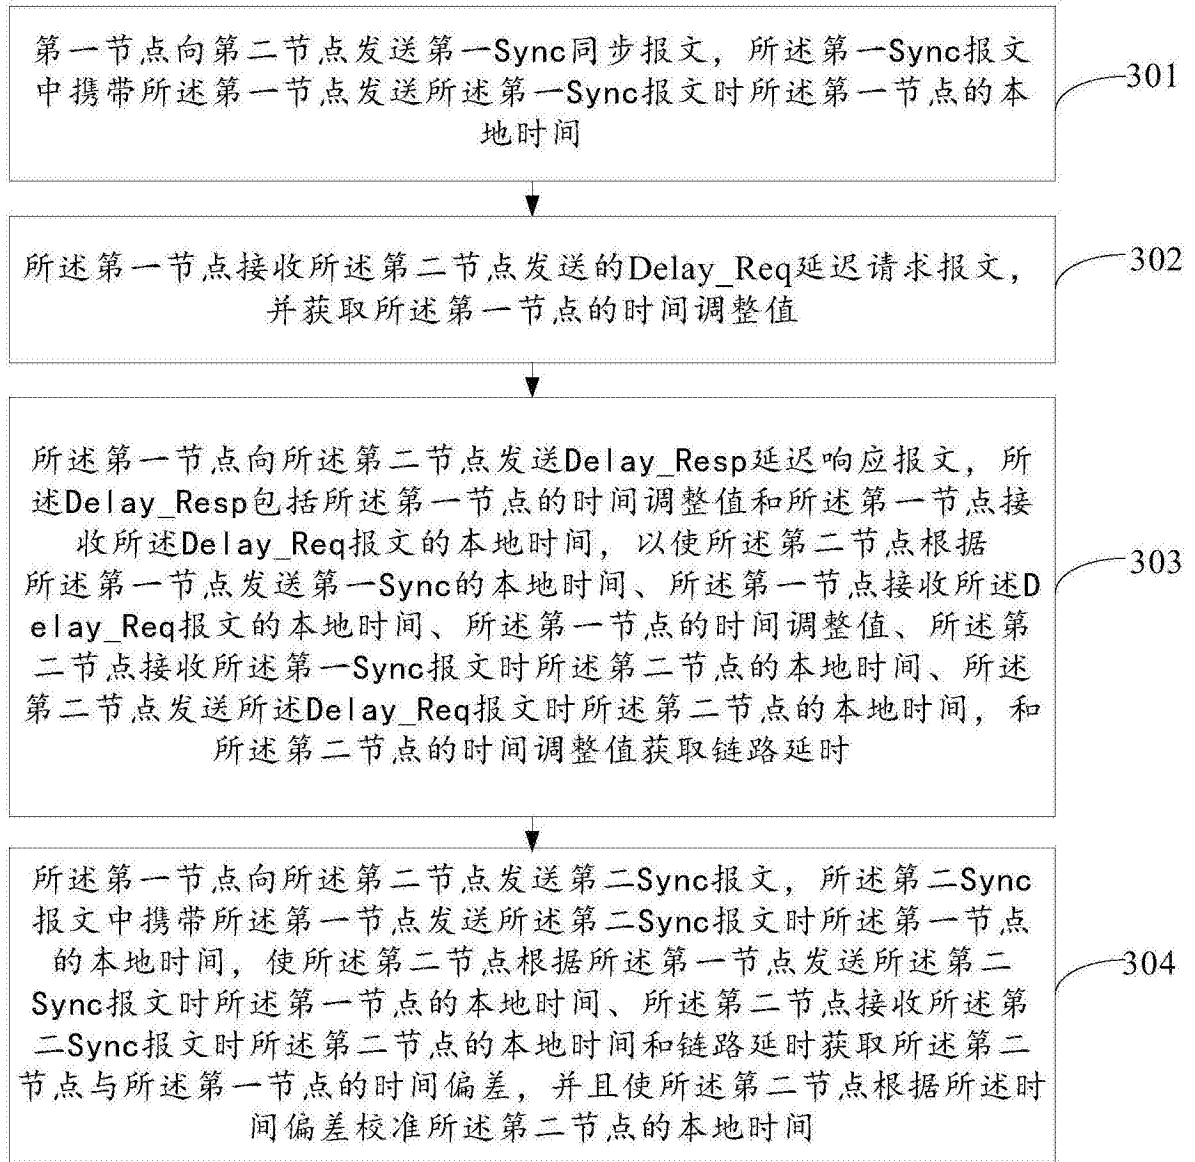 第一节点向第二节点发送第一Sync同步报文，所述第一Sync报文
中携带所述第一节点发送所述第一Sync报文时所述第一节点的本
地时间
301
所述第一节点接收所述第二节点发送的Delay_Req延迟请求报文，
并获取所述第一节点的时间调整值
302
所述第一节点向所述第二节点发送Delay_Resp延迟响应报文，所
述Delay_Resp包括所述第一节点的时间调整值和所述第一节点接
收所述Delay_Req报文的本地时间，以使所述第二节点根据
所述第一节点发送第一Sync的本地时间、所述第一节点接收所述D
elay_Req报文的本地时间、所述第一节点的时间调整值、所述第
二节点接收所述第一Sync报文时所述第二节点的本地时间、所述
第二节点发送所述Delay_Req报文时所述第二节点的本地时间，和
所述第二节点的时间调整值获取链路延时
303
所述第一节点向所述第二节点发送第二Sync报文，所述第二Sync
报文中携带所述第一节点发送所述第二Sync报文时所述第一节点
的本地时间，使所述第二节点根据所述第一节点发送所述第二
Sync报文时所述第一节点的本地时间、所述第二节点接收所述第
二Sync报文时所述第二节点的本地时间和链路延时获取所述第二
节点与所述第一节点的时间偏差，并且使所述第二节点根据所述时
间偏差校准所述第二节点的本地时间
304